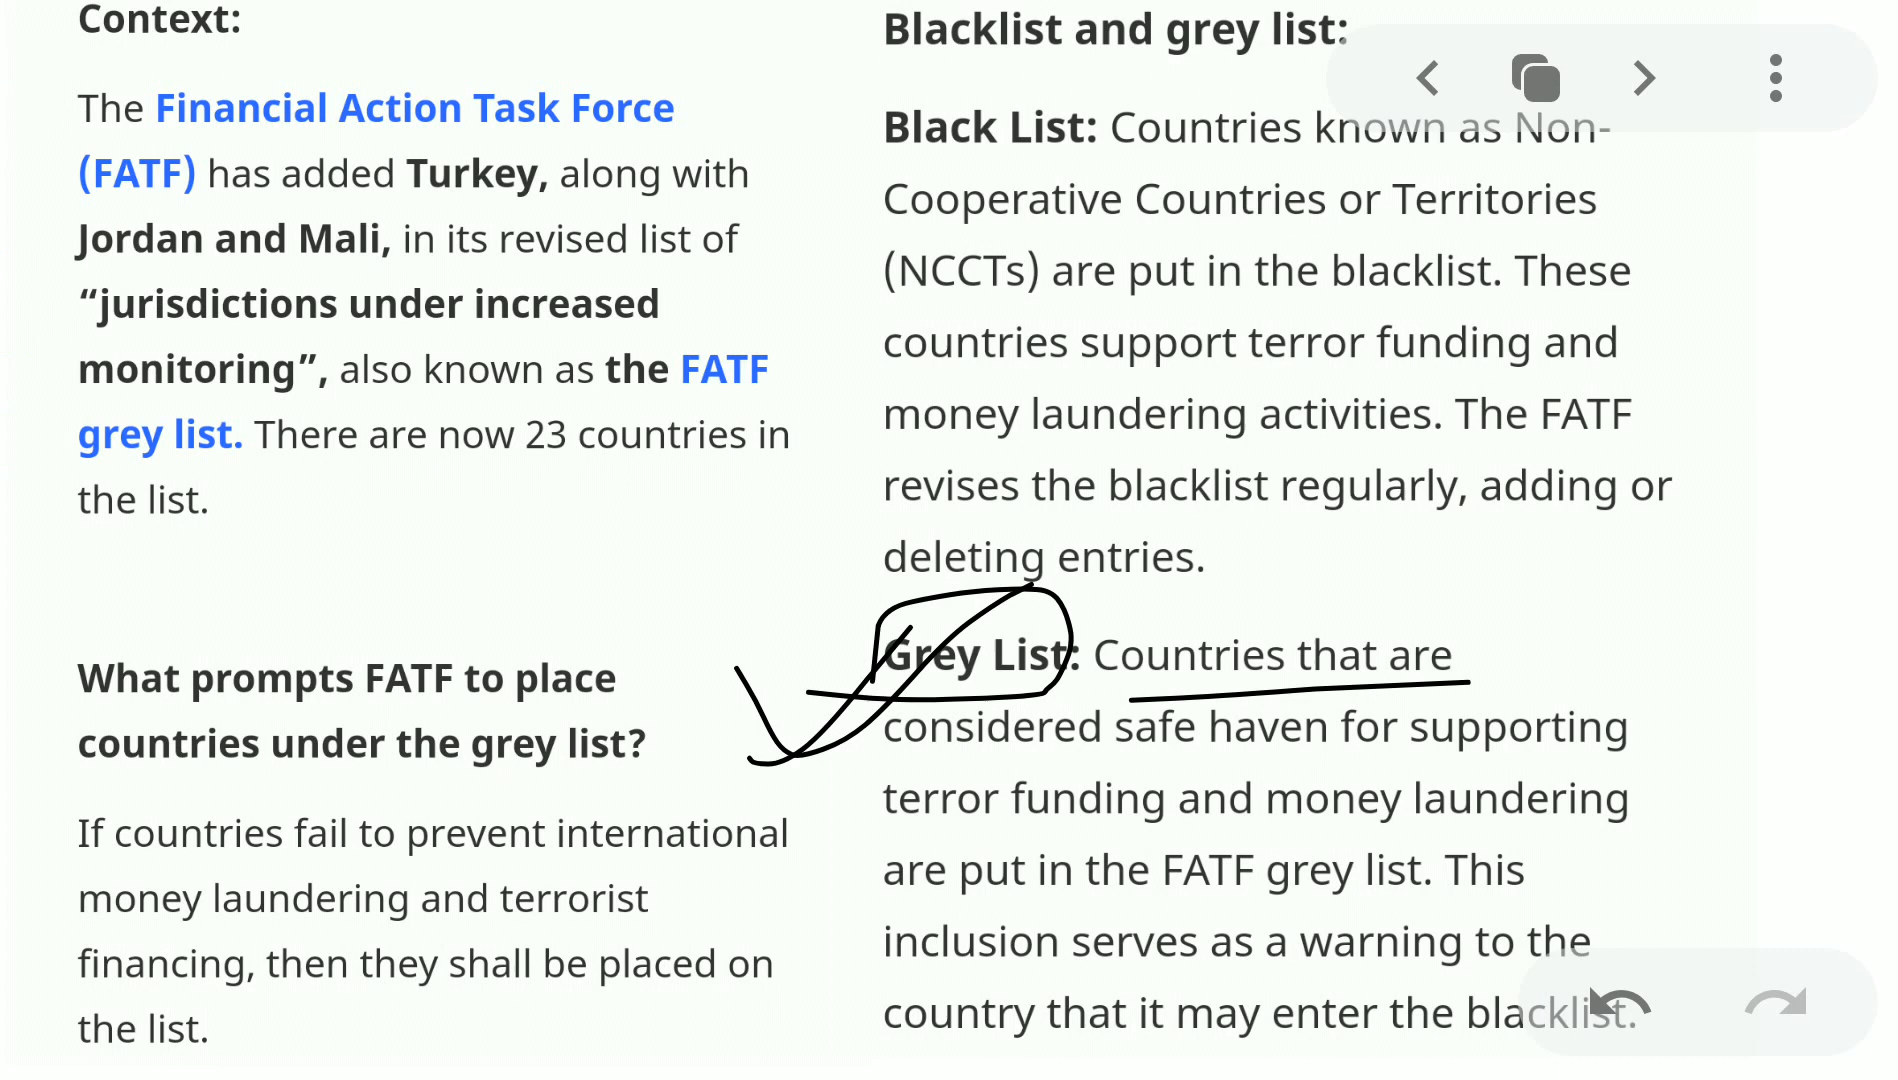 Context:
The Financial Action Task Force
(FATF) has added Turkey, along with
Jordan and Mali, in its revised list of
“jurisdictions under increased
monitoring”, also known as the FATF
grey list. There are now 23 countries in
the list.
What prompts FATF to place
countries under the grey list?
If countries fail to prevent international
money laundering and terrorist
financing, then they shall be placed on
the list.
Blacklist and grey list:
Black List: Countries known as Non-
Cooperative Countries or Territories
(NCCTs) are put in the blacklist. These
countries support terror funding and
money laundering activities. The FATF
revises the blacklist regularly, adding or
deleting entries.
Grey List: Countries that are
considered safe haven for supporting
terror funding and money laundering
are put in the FATF grey list. This
inclusion serves as a warning to the
country that it may enter the blacklist.